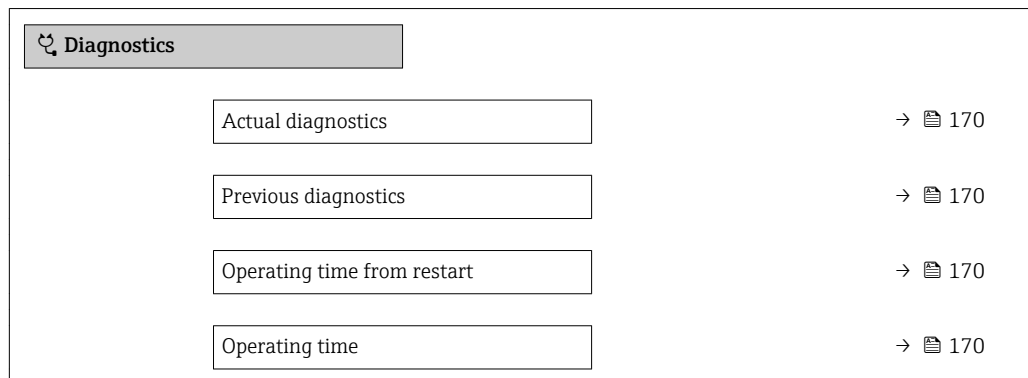 Diagnostics
Actual diagnostics → 170
Previous diagnostics → 170
Operating time from restart → 170
Operating time → 170